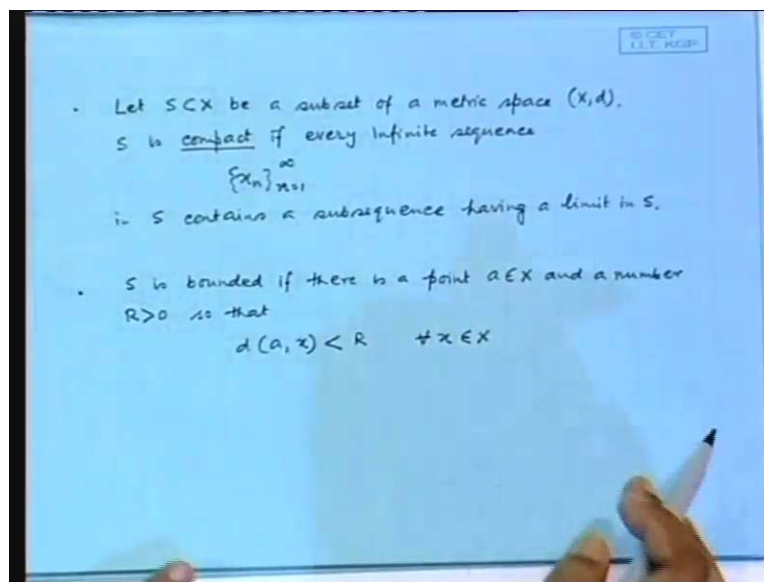 © CET
I.I.T. KGP
. Let S⊂X be a subset of a metric space (X,d).
S is compact if every infinite sequence
{xₙ}ₙ₌₁^∞
in S contains a subsequence having a limit in S.
. S is bounded if there is a point a∈X and a number
R>0 so that
d(a, x) < R ∀ x ∈ X